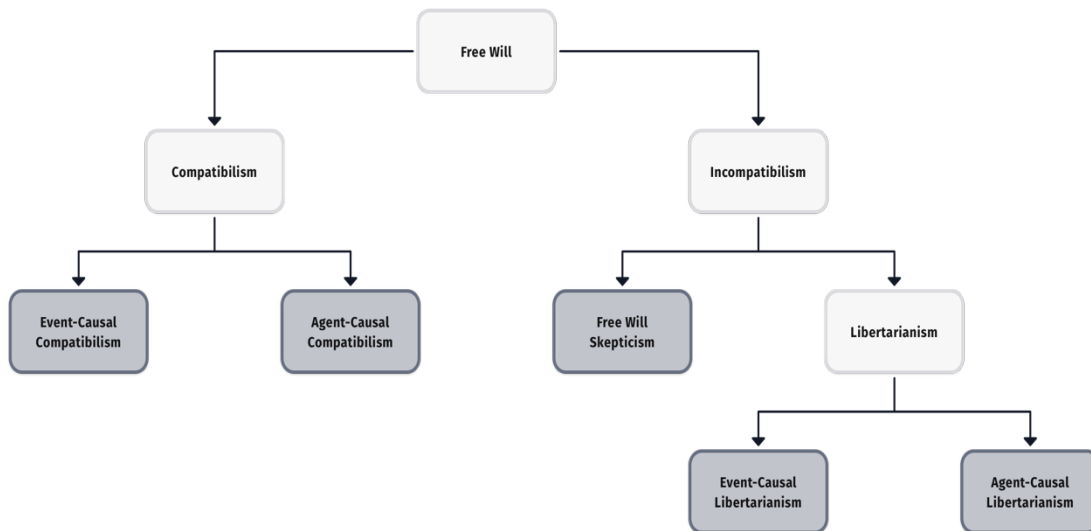 Free Will
Compatibilism
Incompatibilism
Event-Causal
Compatibilism
Agent-Causal
Compatibilism
Free Will
Skepticism
Libertarianism
Event-Causal
Libertarianism
Agent-Causal
Libertarianism